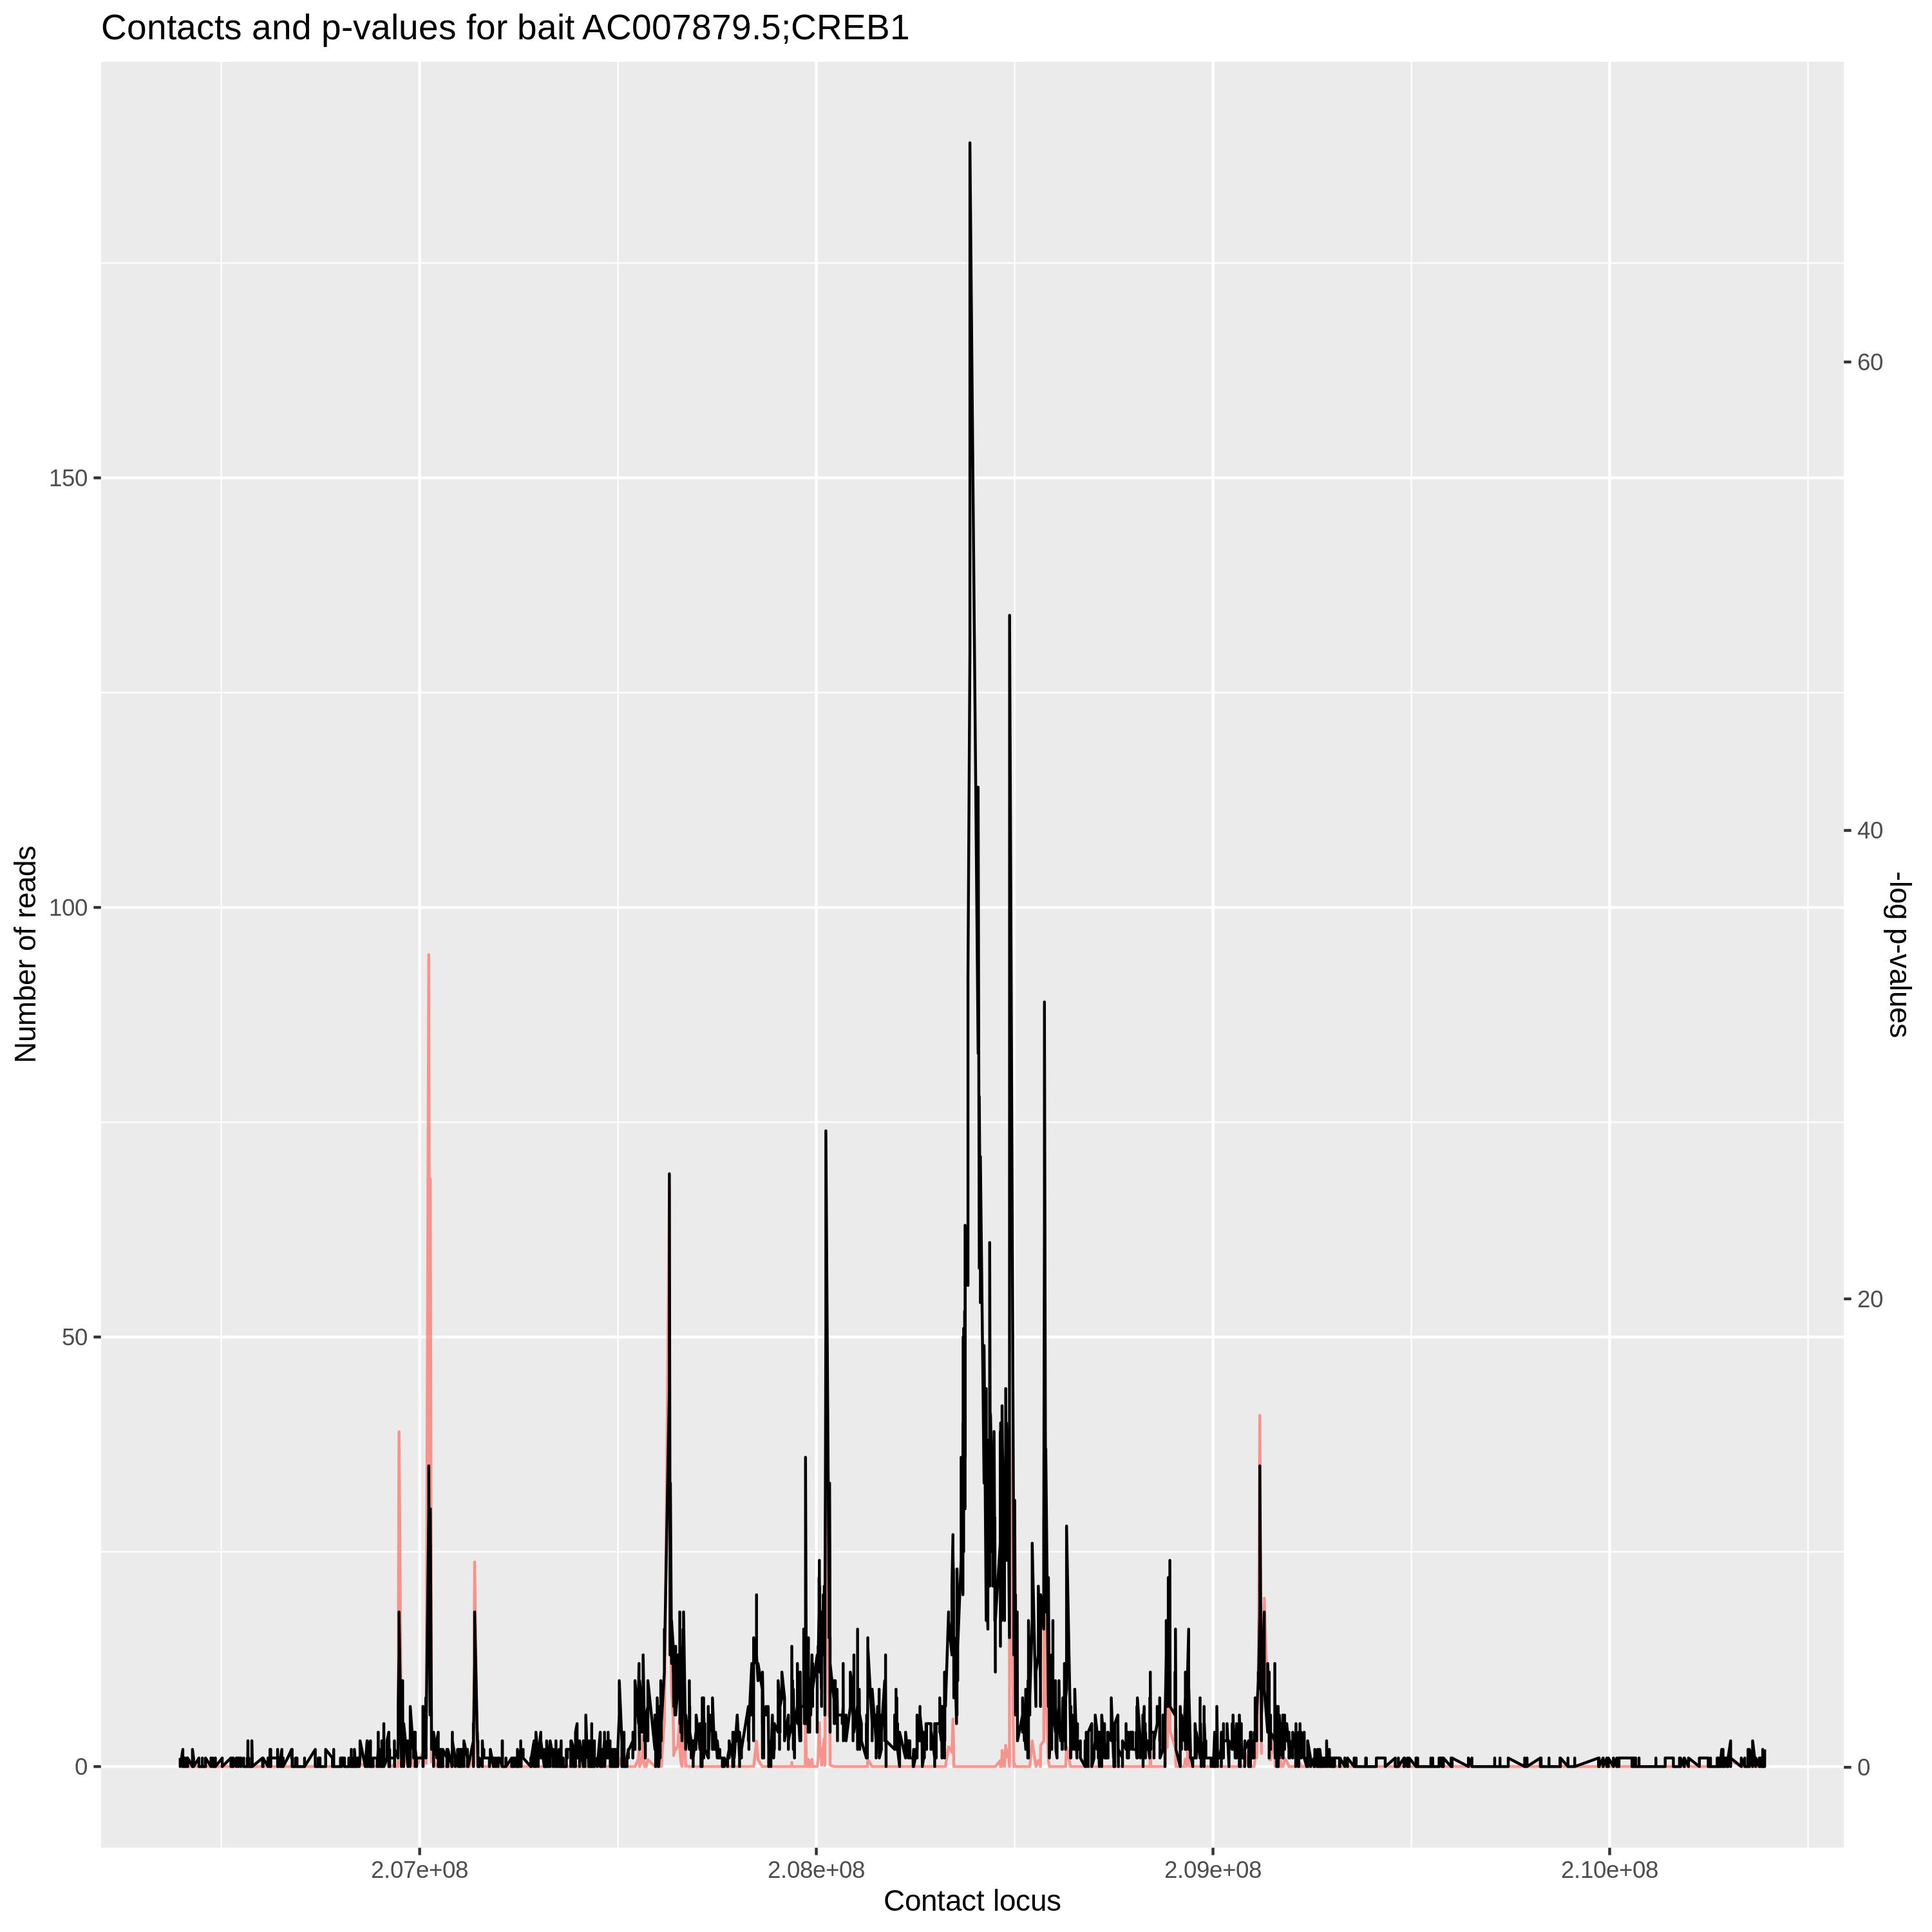 Contacts and p-values for bait AC007879.5;CREB1
150
100
50
0
Number of reads
60
40
20
0
-log p-values
2.07e+08
2.08e+08
2.09e+08
2.10e+08
Contact locus